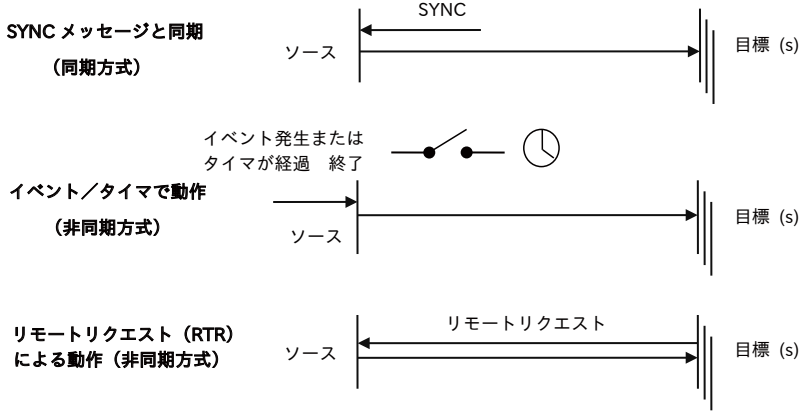 SYNC
SYNC メッセージと同期
（同期方式）
ソース
目標 (s)
イベント発生または
タイマが経過　終了
イベント／タイマで動作
（非同期方式）
ソース
目標 (s)
リモートリクエスト（RTR）
による動作（非同期方式）
リモートリクエスト
ソース
目標 (s)